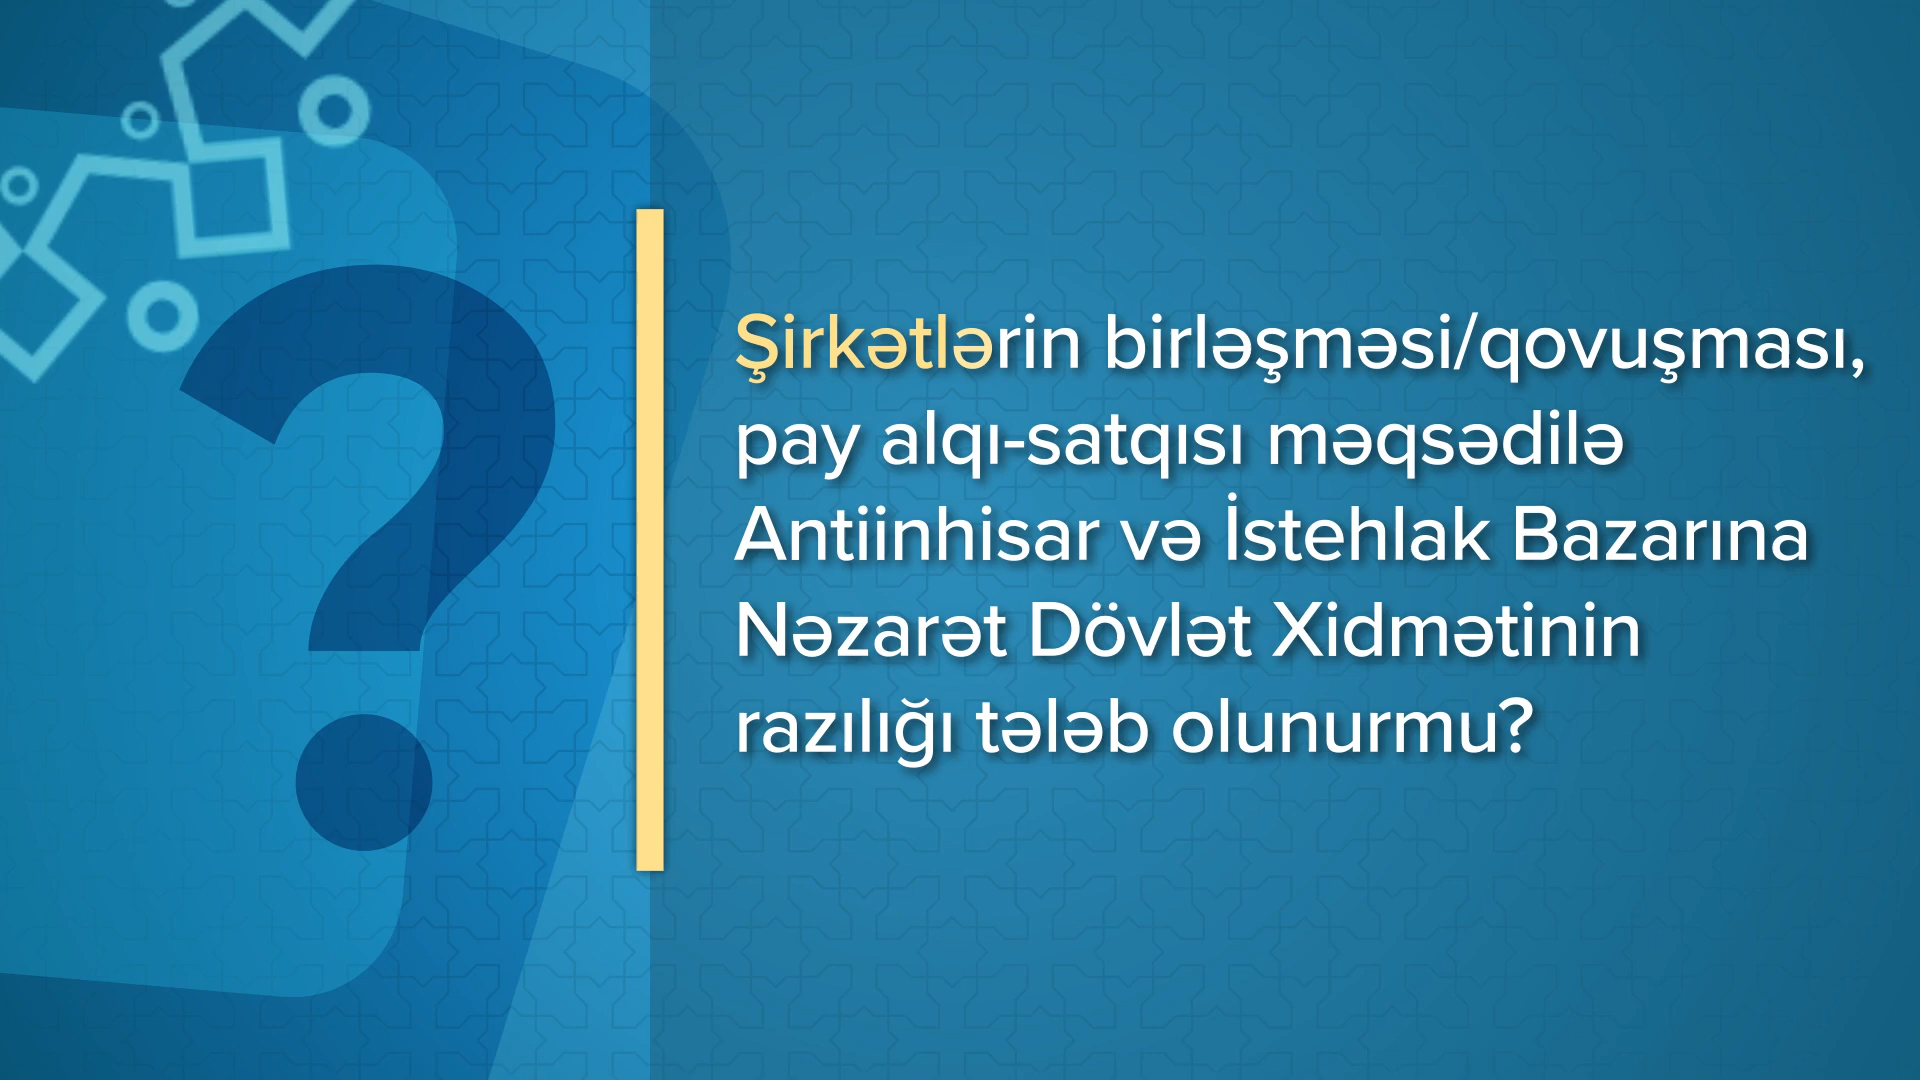 Şirkətlərin birləşməsi/qovuşması,
pay alqı-satqısı məqsədilə
Antiinhisar və İstehlak Bazarına
Nəzarət Dövlət Xidmətinin
razılığı tələb olunurmu?